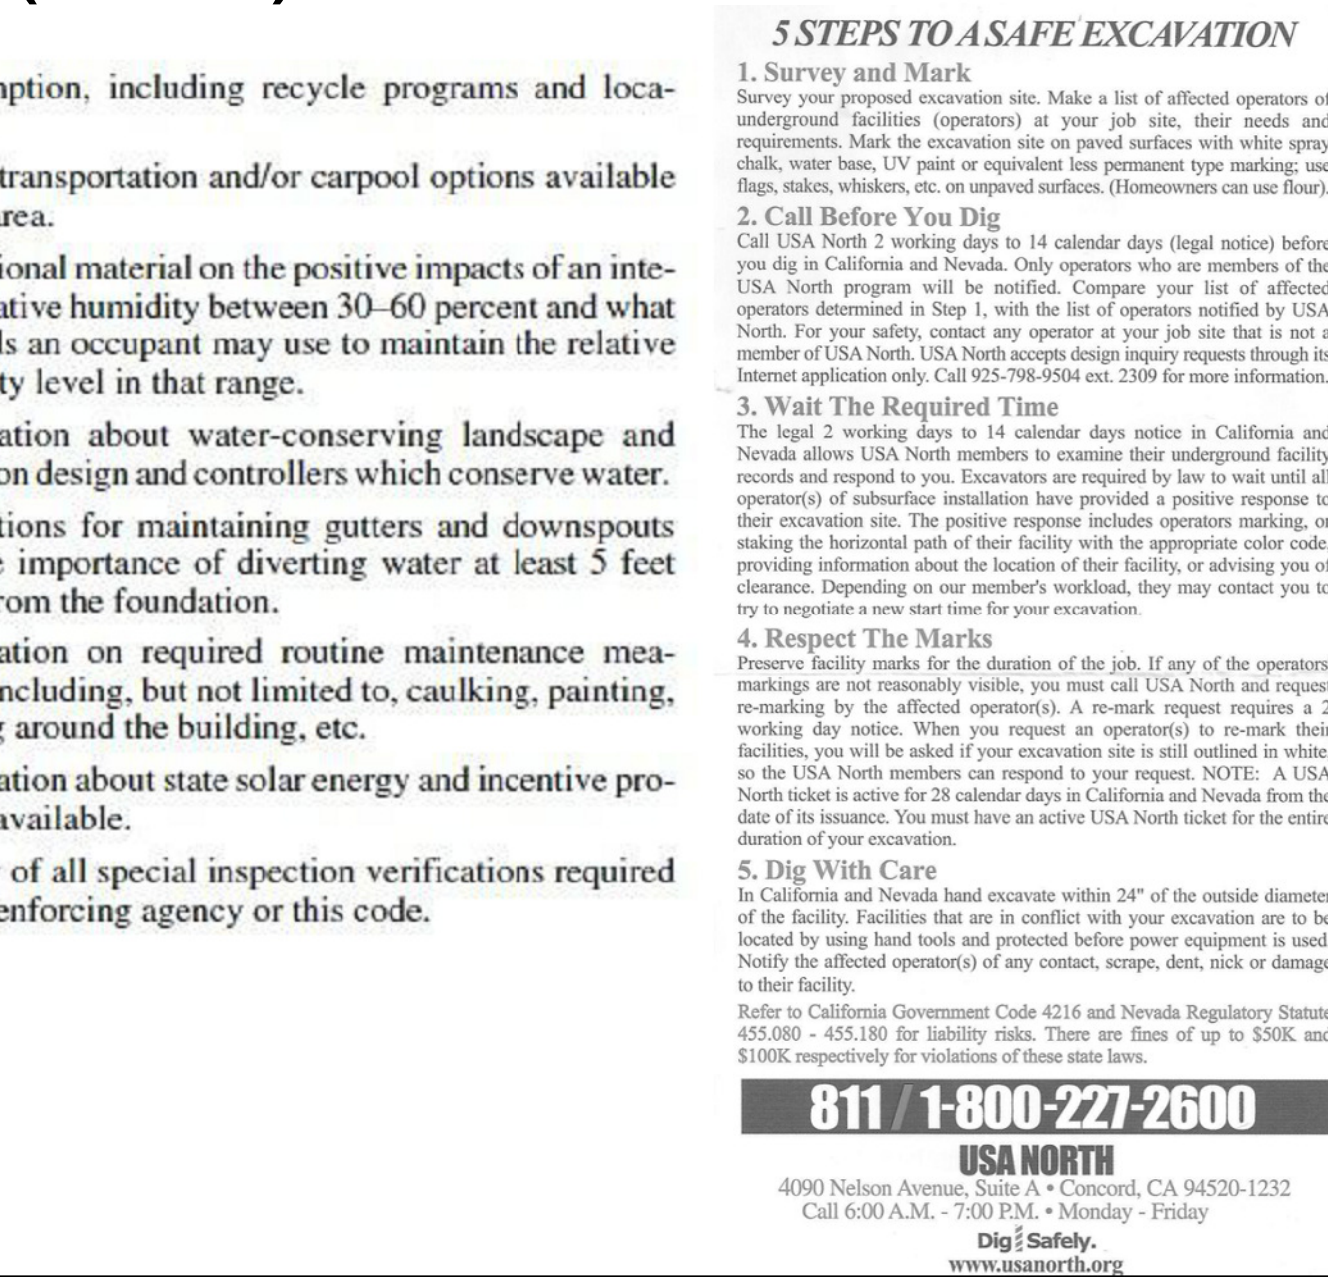 mption, including recycle programs and loca-
transportation and/or carpool options available
area.
ional material on the positive impacts of an inte-
ative humidity between 30–60 percent and what
ls an occupant may use to maintain the relative
ty level in that range.
ation about water-conserving landscape and
on design and controllers which conserve water.
tions for maintaining gutters and downspouts
e importance of diverting water at least 5 feet
rom the foundation.
ation on required routine maintenance mea-
ncluding, but not limited to, caulking, painting,
g around the building, etc.
ation about state solar energy and incentive pro-
available.
of all special inspection verifications required
enforcing agency or this code.
5 STEPS TO A SAFE EXCAVATION
1. Survey and Mark
Survey your proposed excavation site. Make a list of affected operators of
underground facilities (operators) at your job site, their needs and
requirements. Mark the excavation site on paved surfaces with white spray
chalk, water base, UV paint or equivalent less permanent type marking; use
flags, stakes, whiskers, etc. on unpaved surfaces. (Homeowners can use flour).
2. Call Before You Dig
Call USA North 2 working days to 14 calendar days (legal notice) before
you dig in California and Nevada. Only operators who are members of the
USA North program will be notified. Compare your list of affected
operators determined in Step 1, with the list of operators notified by USA
North. For your safety, contact any operator at your job site that is not a
member of USA North. USA North accepts design inquiry requests through its
Internet application only. Call 925-798-9504 ext. 2309 for more information.
3. Wait The Required Time
The legal 2 working days to 14 calendar days notice in California and
Nevada allows USA North members to examine their underground facility
records and respond to you. Excavators are required by law to wait until all
operator(s) of subsurface installation have provided a positive response to
their excavation site. The positive response includes operators marking, or
staking the horizontal path of their facility with the appropriate color code,
providing information about the location of their facility, or advising you of
clearance. Depending on our member's workload, they may contact you to
try to negotiate a new start time for your excavation.
4. Respect The Marks
Preserve facility marks for the duration of the job. If any of the operators
markings are not reasonably visible, you must call USA North and request
re-marking by the affected operator(s). A re-mark request requires a 2
working day notice. When you request an operator(s) to re-mark their
facilities, you will be asked if your excavation site is still outlined in white,
so the USA North members can respond to your request. NOTE: A USA
North ticket is active for 28 calendar days in California and Nevada from the
date of its issuance. You must have an active USA North ticket for the entire
duration of your excavation.
5. Dig With Care
In California and Nevada hand excavate within 24" of the outside diameter
of the facility. Facilities that are in conflict with your excavation are to be
located by using hand tools and protected before power equipment is used.
Notify the affected operator(s) of any contact, scrape, dent, nick or damage
to their facility.
Refer to California Government Code 4216 and Nevada Regulatory Statute
455.080 - 455.180 for liability risks. There are fines of up to $50K and
$100K respectively for violations of these state laws.
811 / 1-800-227-2600
USA NORTH
4090 Nelson Avenue, Suite A • Concord, CA 94520-1232
Call 6:00 A.M. - 7:00 P.M. • Monday - Friday
Dig Safely.
www.usanorth.org